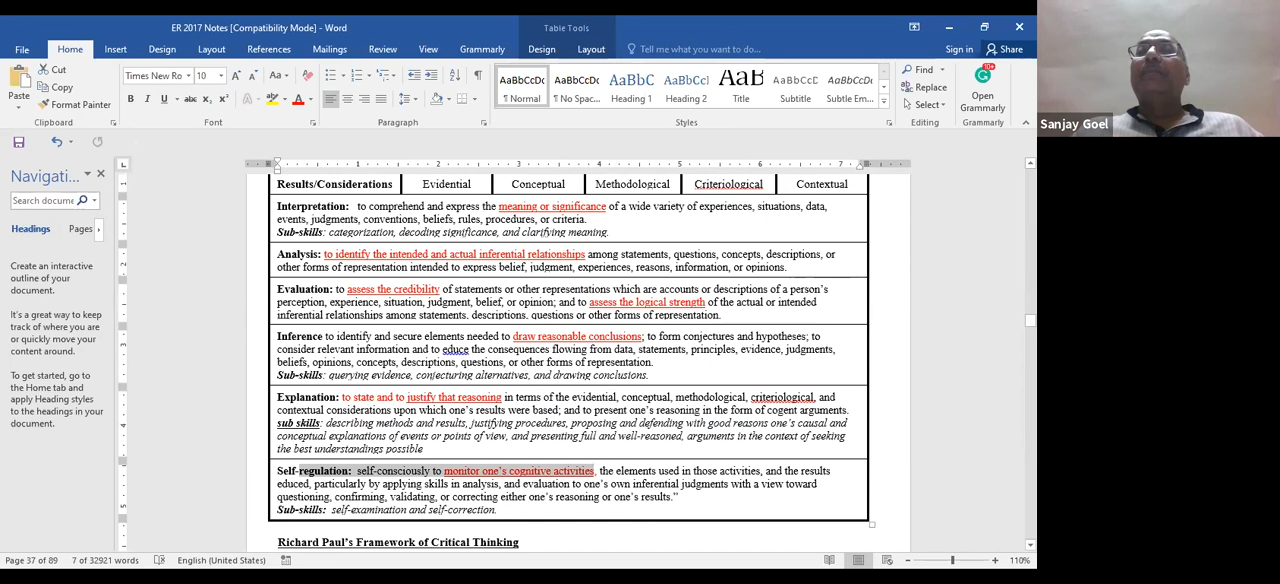 ER 2017 Notes [Compatibility Mode] - Word
Table Tools
File Home Insert Design Layout References Mailings Review View Grammarly Design Layout Tell me what you want to do... Sign in Share
Paste
Cut
Copy
Format Painter
Clipboard
Times New Ro 10
Font
Paragraph
AaBbCcDc AaBbCcDc AaBbC AaBbCc AaB AaBbCcD AaBbCcDc
¶ Normal ¶ No Spac... Heading 1 Heading 2 Title Subtitle Subtle Em...
Styles
Find
Replace
Select
Editing
10+
Open
Grammarly
Grammarly
Sanjay Goel
Navigati...
Search docume
Headings Pages
Create an interactive
outline of your
document.
It's a great way to keep
track of where you are
or quickly move your
content around.
To get started, go to
the Home tab and
apply Heading styles
to the headings in your
document.
Results/Considerations Evidential Conceptual Methodological Criteriological Contextual
Interpretation: to comprehend and express the meaning or significance of a wide variety of experiences, situations, data,
events, judgments, conventions, beliefs, rules, procedures, or criteria.
Sub-skills: categorization, decoding significance, and clarifying meaning.
Analysis: to identify the intended and actual inferential relationships among statements, questions, concepts, descriptions, or
other forms of representation intended to express belief, judgment, experiences, reasons, information, or opinions.
Evaluation: to assess the credibility of statements or other representations which are accounts or descriptions of a person's
perception, experience, situation, judgment, belief, or opinion; and to assess the logical strength of the actual or intended
inferential relationships among statements, descriptions, questions or other forms of representation.
Inference to identify and secure elements needed to draw reasonable conclusions; to form conjectures and hypotheses; to
consider relevant information and to educe the consequences flowing from data, statements, principles, evidence, judgments,
beliefs, opinions, concepts, descriptions, questions, or other forms of representation.
Sub-skills: querying evidence, conjecturing alternatives, and drawing conclusions.
Explanation: to state and to justify that reasoning in terms of the evidential, conceptual, methodological, criteriological, and
contextual considerations upon which one's results were based; and to present one's reasoning in the form of cogent arguments.
sub skills: describing methods and results, justifying procedures, proposing and defending with good reasons one's causal and
conceptual explanations of events or points of view, and presenting full and well-reasoned, arguments in the context of seeking
the best understandings possible
Self-regulation: self-consciously to monitor one's cognitive activities, the elements used in those activities, and the results
educed, particularly by applying skills in analysis, and evaluation to one's own inferential judgments with a view toward
questioning, confirming, validating, or correcting either one's reasoning or one's results."
Sub-skills: self-examination and self-correction.
Richard Paul's Framework of Critical Thinking
Page 37 of 89 7 of 32921 words English (United States) 110%